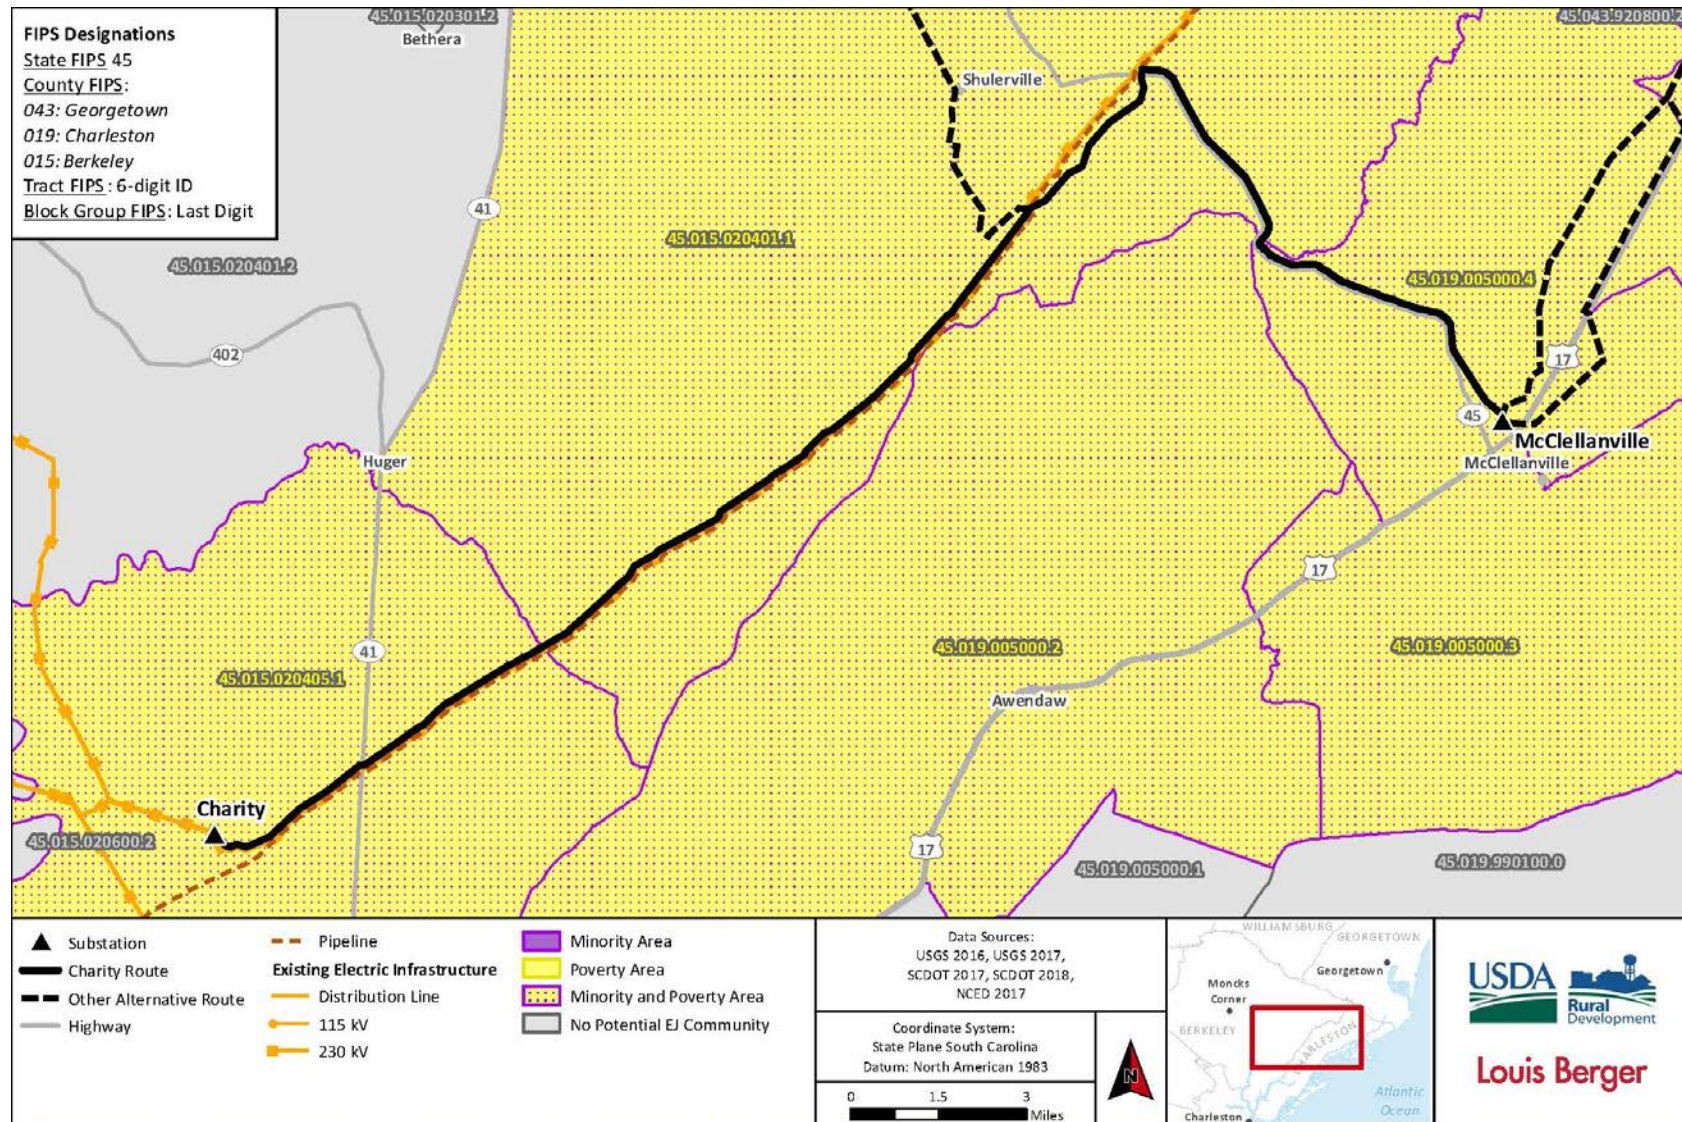 FIPS Designations
State FIPS 45
County FIPS:
043: Georgetown
019: Charleston
015: Berkeley
Tract FIPS : 6-digit ID
Block Group FIPS: Last Digit
45.015.020301.2
Bethera
45.043.920800.2
Shulerville
41
45.015.020401.1
45.015.020401.2
45.019.005000.4
402
17
45
McClellanville
McClellanville
Huger
17
41
45.015.020405.1
45.019.005000.2
45.019.005000.3
Awendaw
Charity
45.015.020600.2
17
45.019.005000.1
45.019.990100.0
Substation
Charity Route
Other Alternative Route
Highway
Pipeline
Existing Electric Infrastructure
Distribution Line
115 kV
230 kV
Minority Area
Poverty Area
Minority and Poverty Area
No Potential EJ Community
Data Sources:
USGS 2016, USGS 2017,
SCDOT 2017, SCDOT 2018,
NCED 2017
Coordinate System:
State Plane South Carolina
Datum: North American 1983
0 1.5 3
Miles
N
WILLIAMSBURG
GEORGETOWN
Georgetown
Moncks
Corner
BERKELEY
CHARLESTON
Atlantic
Ocean
Charleston
USDA
Rural
Development
Louis Berger